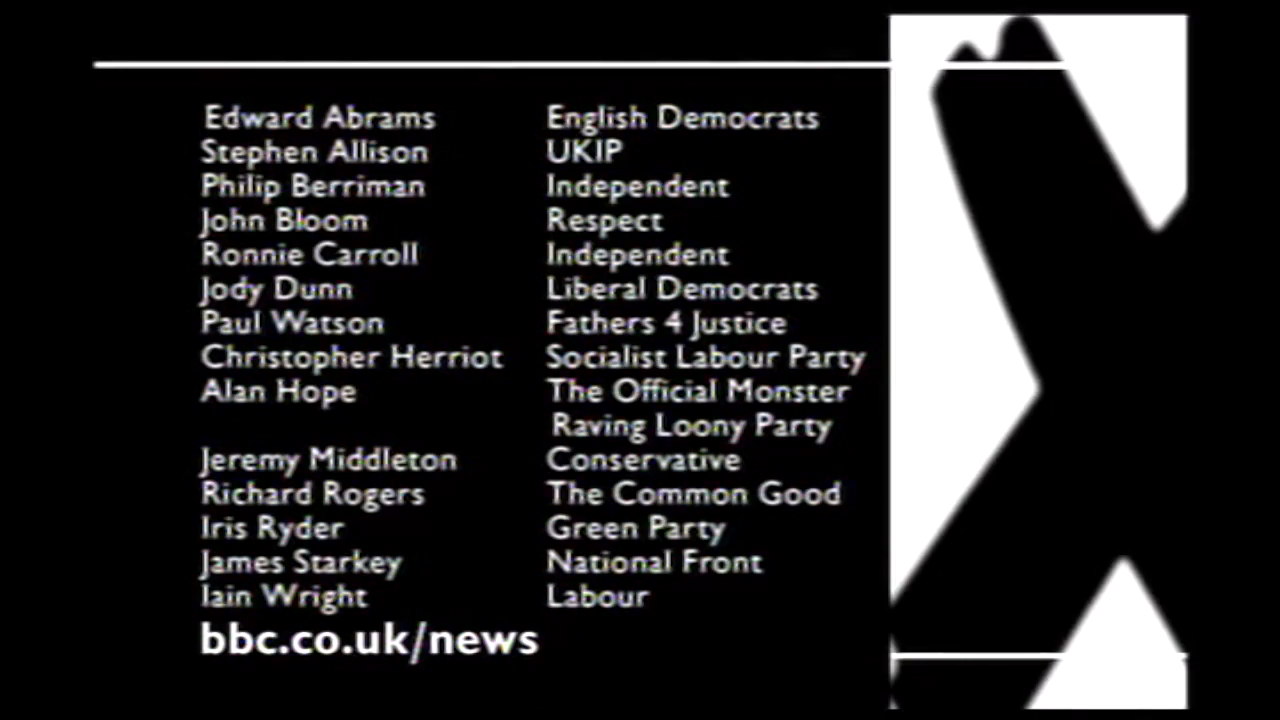 Edward Abrams English Democrats
Stephen Allison UKIP
Philip Berriman Independent
John Bloom Respect
Ronnie Carroll Independent
Jody Dunn Liberal Democrats
Paul Watson Fathers 4 Justice
Christopher Herriot Socialist Labour Party
Alan Hope The Official Monster
Raving Loony Party
Jeremy Middleton Conservative
Richard Rogers The Common Good
Iris Ryder Green Party
James Starkey National Front
Iain Wright Labour
bbc.co.uk/news